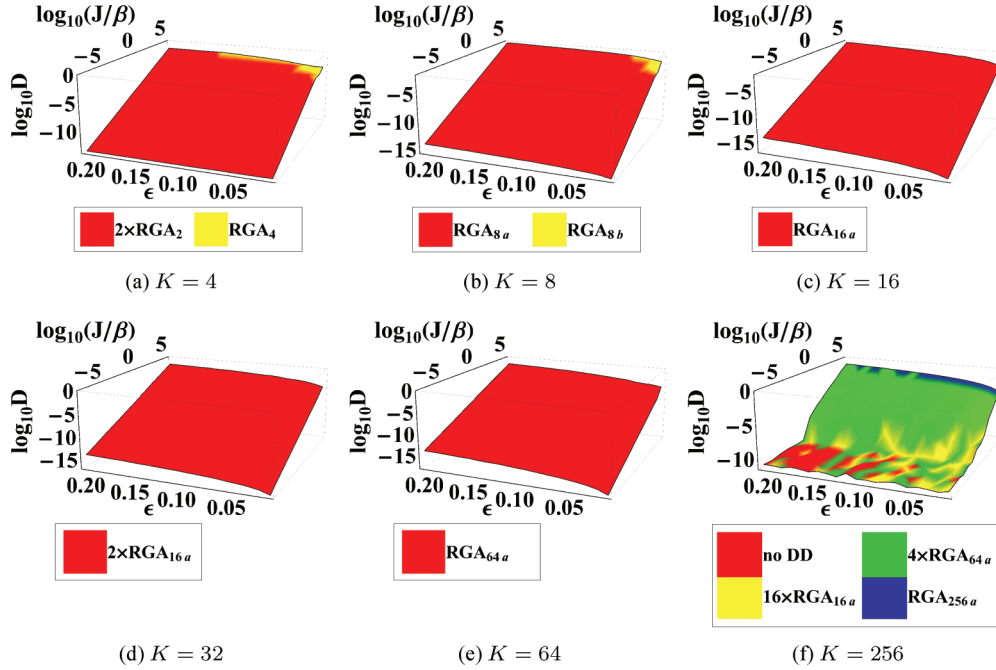 log₁₀(J/β)
−5 0 5
log₁₀D
0
−5
−10
0.20 0.15 0.10 0.05
ϵ
2×RGA₂ RGA₄
(a) K = 4
log₁₀(J/β)
−5 0 5
log₁₀D
0
−5
−10
−15
0.20 0.15 0.10 0.05
ϵ
RGA₈ₐ RGA₈b
(b) K = 8
log₁₀(J/β)
−5 0 5
log₁₀D
0
−5
−10
−15
0.20 0.15 0.10 0.05
ϵ
RGA₁₆ₐ
(c) K = 16
log₁₀(J/β)
−5 0 5
log₁₀D
0
−5
−10
−15
0.20 0.15 0.10 0.05
ϵ
2×RGA₁₆ₐ
(d) K = 32
log₁₀(J/β)
−5 0 5
log₁₀D
0
−5
−10
−15
0.20 0.15 0.10 0.05
ϵ
RGA₆₄ₐ
(e) K = 64
log₁₀(J/β)
−5 0 5
log₁₀D
0
−5
−10
0.20 0.15 0.10 0.05
ϵ
no DD 4×RGA₆₄ₐ
16×RGA₁₆ₐ RGA₂₅₆ₐ
(f) K = 256